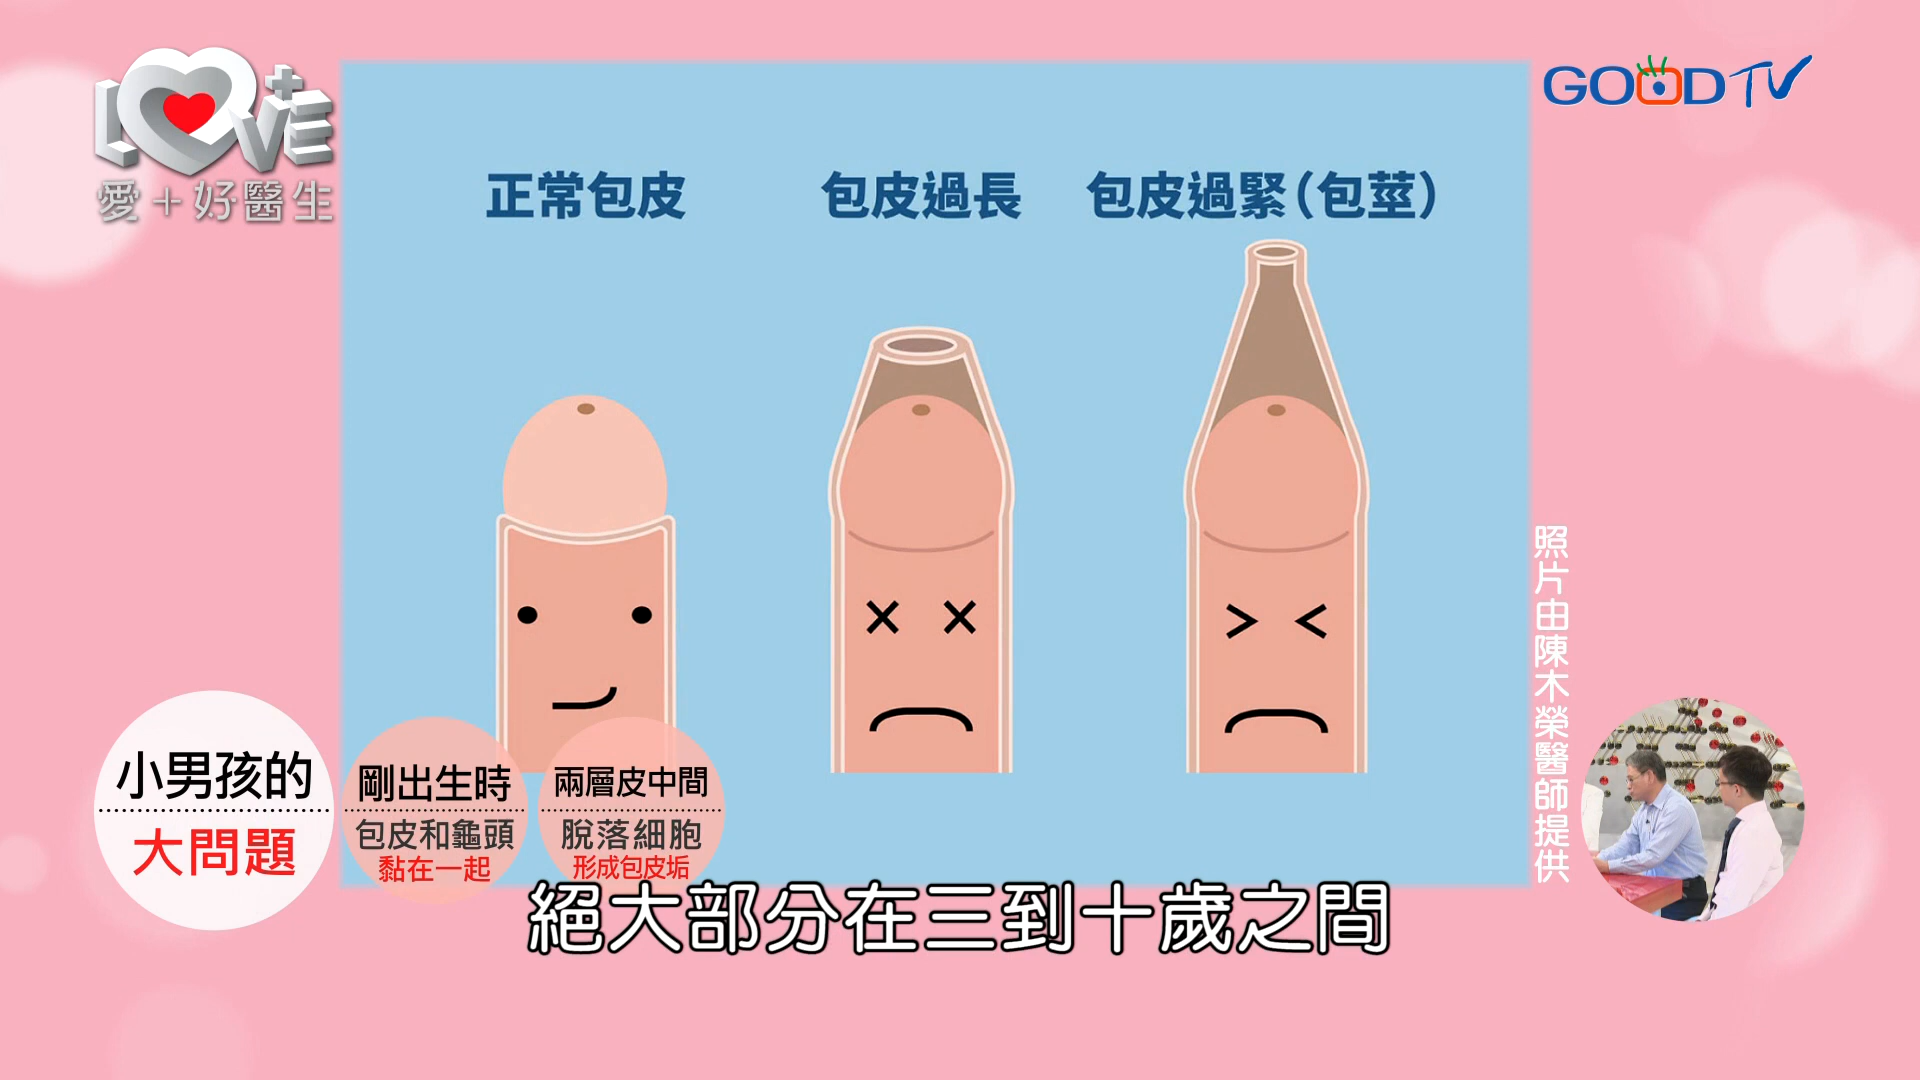 LOVE+
愛+好醫生
GOODTV
正常包皮
包皮過長
包皮過緊(包莖)
照片由陳木榮醫師提供
小男孩的
大問題
剛出生時
包皮和龜頭
黏在一起
兩層皮中間
脫落細胞
形成包皮垢
絕大部分在三到十歲之間